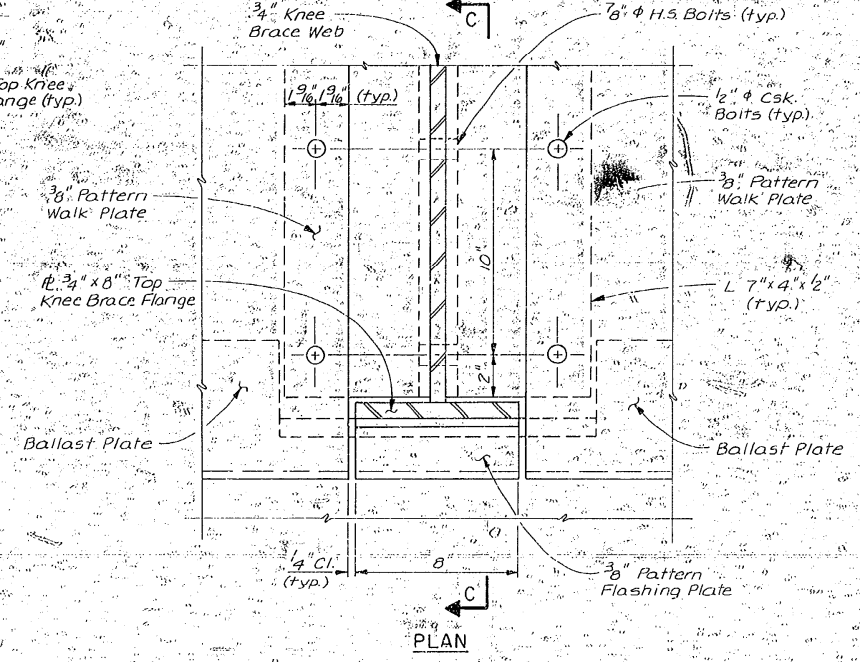 3/4" Knee
Brace Web
C
7/8" φ H.S. Bolts (typ.)
Top Knee
ange (typ.)
1 9/16" 1 9/16" (typ.)
1/2" φ Csk.
Bolts (typ.)
3/8" Pattern
Walk Plate
3/8" Pattern
Walk Plate
10"
℄ 3/4" x 8" Top
Knee Brace Flange
L 7" x 4" x 1/2"
(typ.)
2"
Ballast Plate
Ballast Plate
1/4" Cl.
(typ.)
8"
3/8" Pattern
Flashing Plate
C
PLAN